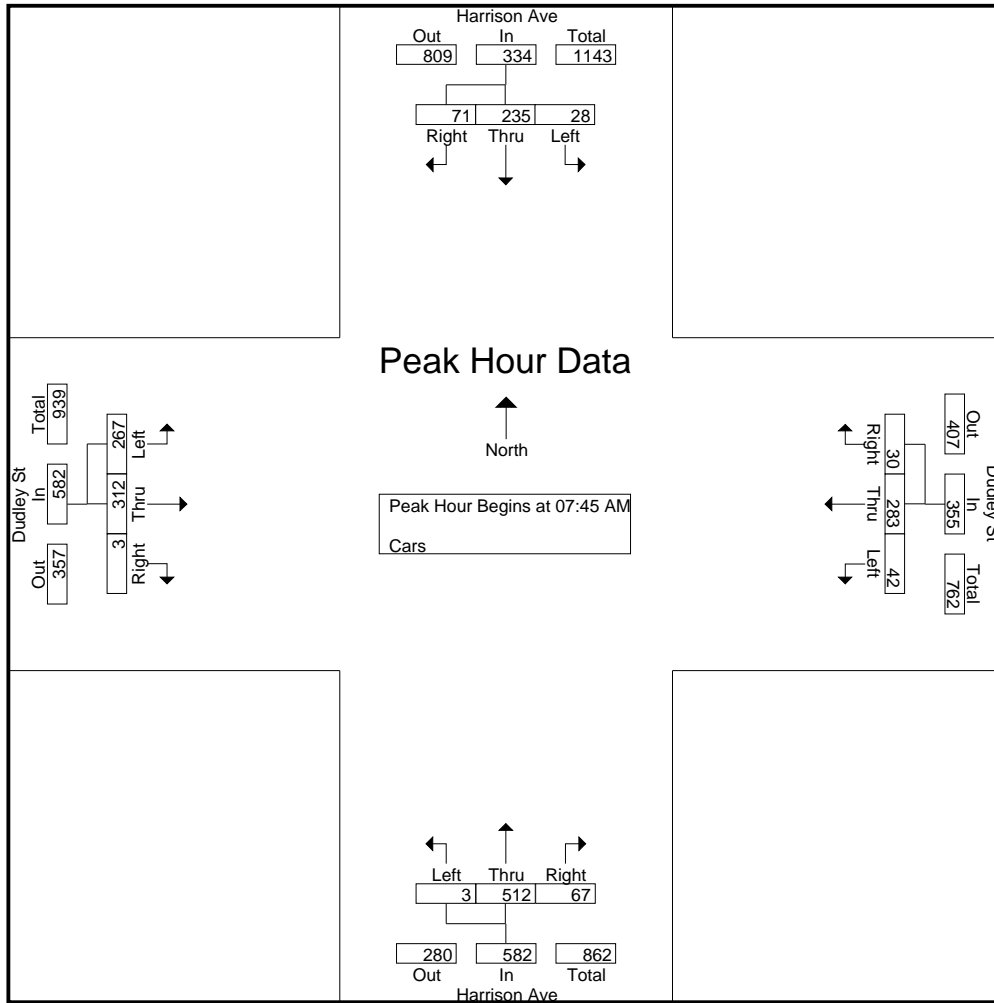 Harrison Ave
Out In Total
809 334 1143
71 235 28
Right Thru Left
Peak Hour Data
North
Peak Hour Begins at 07:45 AM
Cars
Dudley St
Total In Out
939 582 357
267 312 3
Left Thru Right
Right Thru Left
30 283 42
Out In Total
407 355 762
Dudley St
Left Thru Right
3 512 67
280 582 862
Out In Total
Harrison Ave